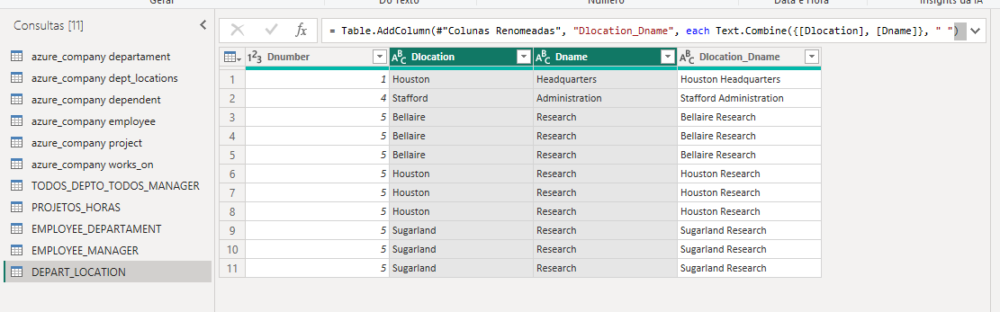 Geral Do Texto Número Data e Hora Insights da IA
Consultas [11]
= Table.AddColumn(#"Colunas Renomeadas", "Dlocation_Dname", each Text.Combine({[Dlocation], [Dname]}, " ")
azure_company departament
azure_company dept_locations
azure_company dependent
azure_company employee
azure_company project
azure_company works_on
TODOS_DEPTO_TODOS_MANAGER
PROJETOS_HORAS
EMPLOYEE_DEPARTAMENT
EMPLOYEE_MANAGER
DEPART_LOCATION
123 Dnumber ABC Dlocation ABC Dname ABC Dlocation_Dname
1 1 Houston Headquarters Houston Headquarters
2 4 Stafford Administration Stafford Administration
3 5 Bellaire Research Bellaire Research
4 5 Bellaire Research Bellaire Research
5 5 Bellaire Research Bellaire Research
6 5 Houston Research Houston Research
7 5 Houston Research Houston Research
8 5 Houston Research Houston Research
9 5 Sugarland Research Sugarland Research
10 5 Sugarland Research Sugarland Research
11 5 Sugarland Research Sugarland Research